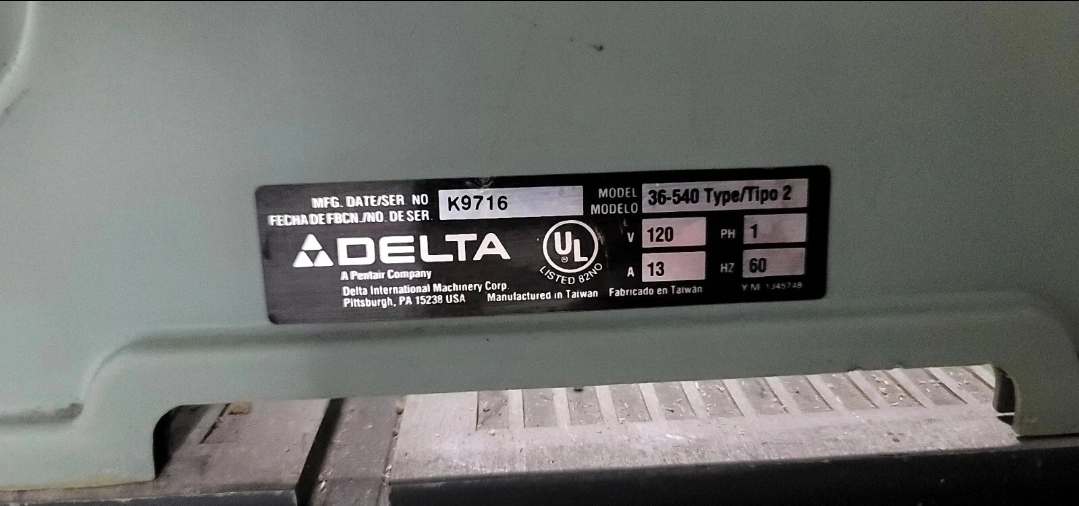 MFG. DATE/SER NO K9716 MODEL 36-540 Type/Tipo 2
FECHA DE FBCN./NO. DE SER. MODELO
DELTA UL V 120 PH 1
LISTED 82NO A 13 HZ 60
A Pentair Company
Delta International Machinery Corp.
Pittsburgh, PA 15238 USA Manufactured in Taiwan Fabricado en Taiwan